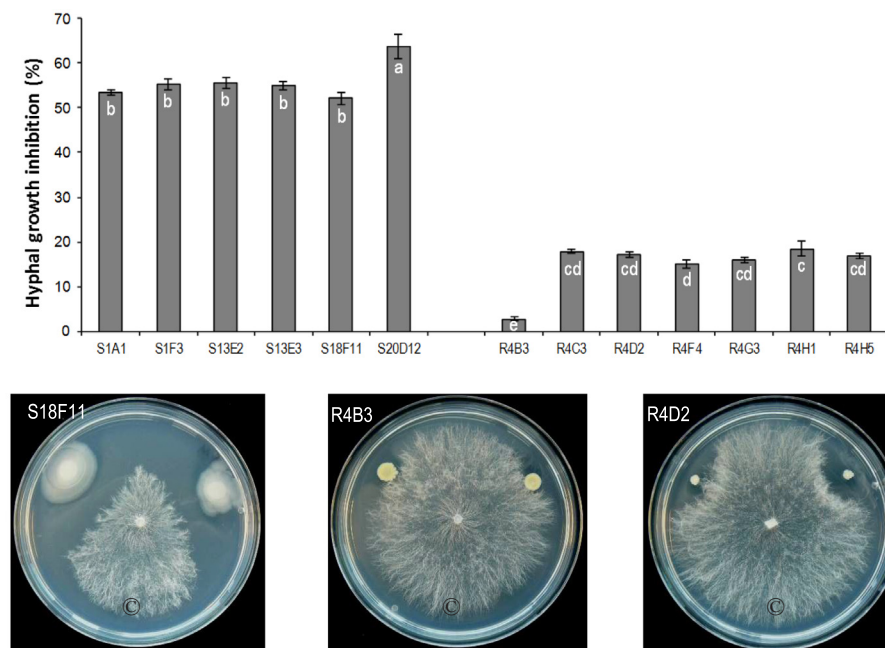 Hyphal growth inhibition (%)
70
60
50
40
30
20
10
0
b b b b b a e cd cd d cd c cd
S1A1 S1F3 S13E2 S13E3 S18F11 S20D12 R4B3 R4C3 R4D2 R4F4 R4G3 R4H1 R4H5
S18F11 R4B3 R4D2
© © ©